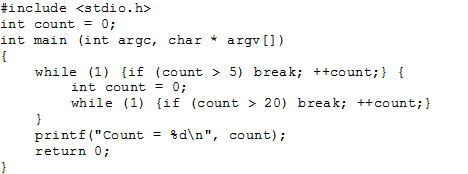 #include <stdio.h>
int count = 0;
int main (int argc, char * argv[])
{
    while (1) {if (count > 5) break; ++count;} {
        int count = 0;
        while (1) {if (count > 20) break; ++count;}
    }
    printf("Count = %d\n", count);
    return 0;
}